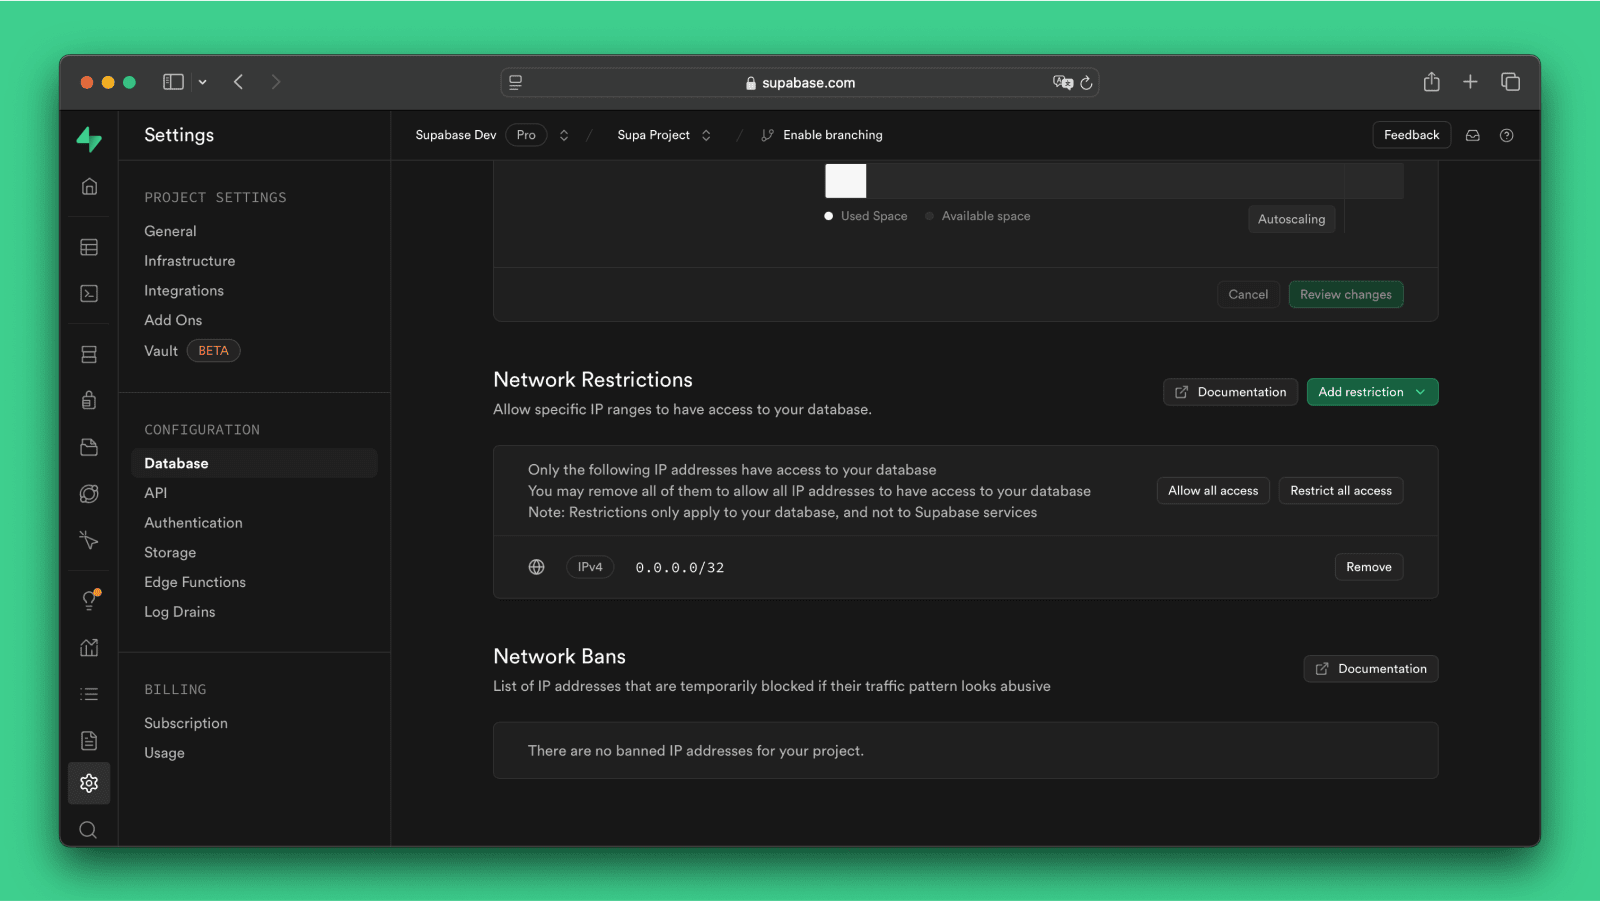 supabase.com
Settings
Supabase Dev Pro / Supa Project / Enable branching
Feedback
PROJECT SETTINGS
General
Infrastructure
Integrations
Add Ons
Vault BETA
CONFIGURATION
Database
API
Authentication
Storage
Edge Functions
Log Drains
BILLING
Subscription
Usage
Used Space
Available space
Autoscaling
Cancel
Review changes
Network Restrictions
Allow specific IP ranges to have access to your database.
Documentation
Add restriction
Only the following IP addresses have access to your database
You may remove all of them to allow all IP addresses to have access to your database
Note: Restrictions only apply to your database, and not to Supabase services
Allow all access
Restrict all access
IPv4 0.0.0.0/32
Remove
Network Bans
List of IP addresses that are temporarily blocked if their traffic pattern looks abusive
Documentation
There are no banned IP addresses for your project.